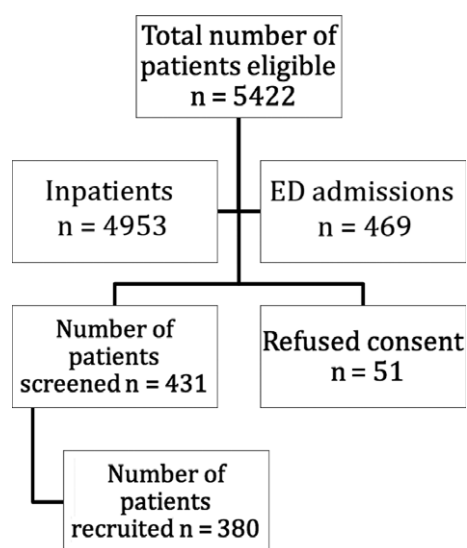 Total number of
patients eligible
n = 5422
Inpatients
n = 4953
ED admissions
n = 469
Number of
patients
screened n = 431
Refused consent
n = 51
Number of
patients
recruited n = 380